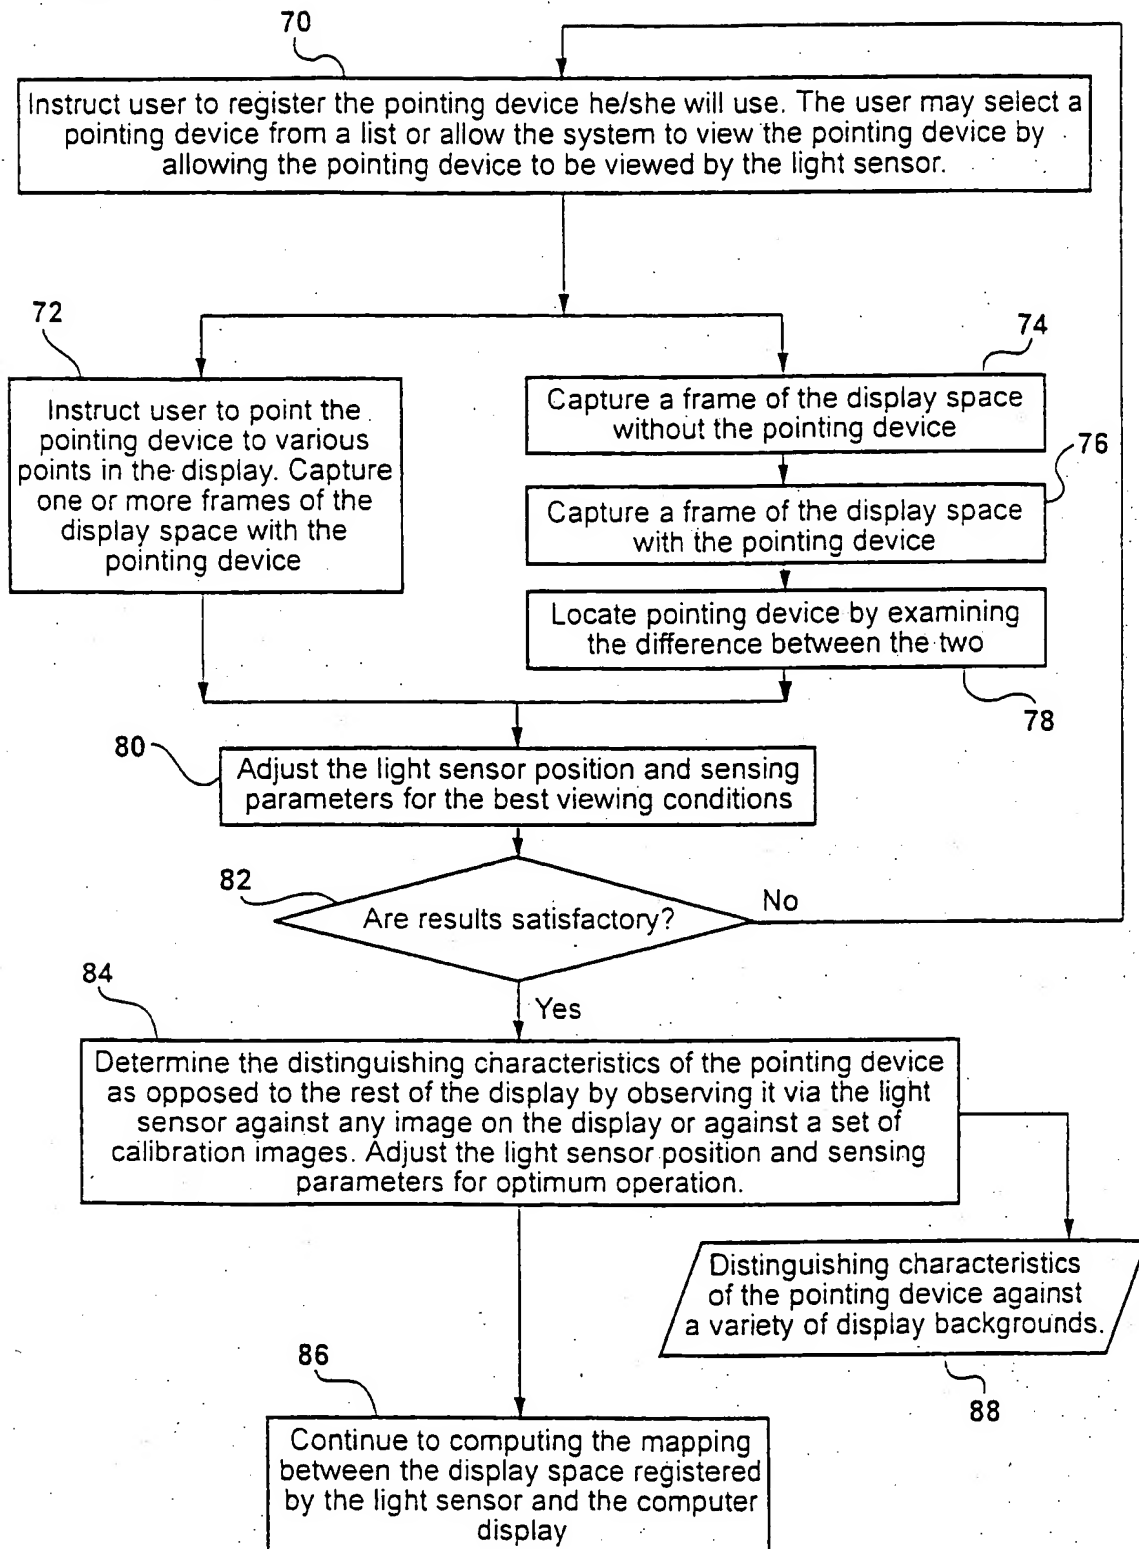 70
Instruct user to register the pointing device he/she will use. The user may select a
pointing device from a list or allow the system to view the pointing device by
allowing the pointing device to be viewed by the light sensor.
72
Instruct user to point the
pointing device to various
points in the display. Capture
one or more frames of the
display space with the
pointing device
74
Capture a frame of the display space
without the pointing device
76
Capture a frame of the display space
with the pointing device
Locate pointing device by examining
the difference between the two
78
80
Adjust the light sensor position and sensing
parameters for the best viewing conditions
82
Are results satisfactory?
No
Yes
84
Determine the distinguishing characteristics of the pointing device
as opposed to the rest of the display by observing it via the light
sensor against any image on the display or against a set of
calibration images. Adjust the light sensor position and sensing
parameters for optimum operation.
Distinguishing characteristics
of the pointing device against
a variety of display backgrounds.
88
86
Continue to computing the mapping
between the display space registered
by the light sensor and the computer
display